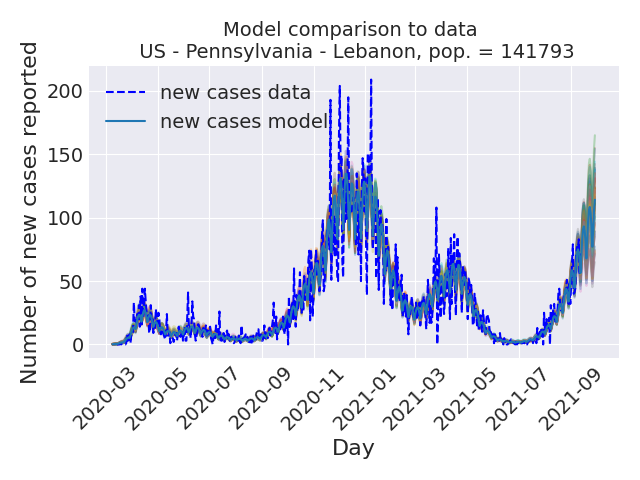 Model comparison to data
US - Pennsylvania - Lebanon, pop. = 141793
Number of new cases reported
200
150
100
50
0
new cases data
new cases model
2020-03
2020-05
2020-07
2020-09
2020-11
2021-01
2021-03
2021-05
2021-07
2021-09
Day